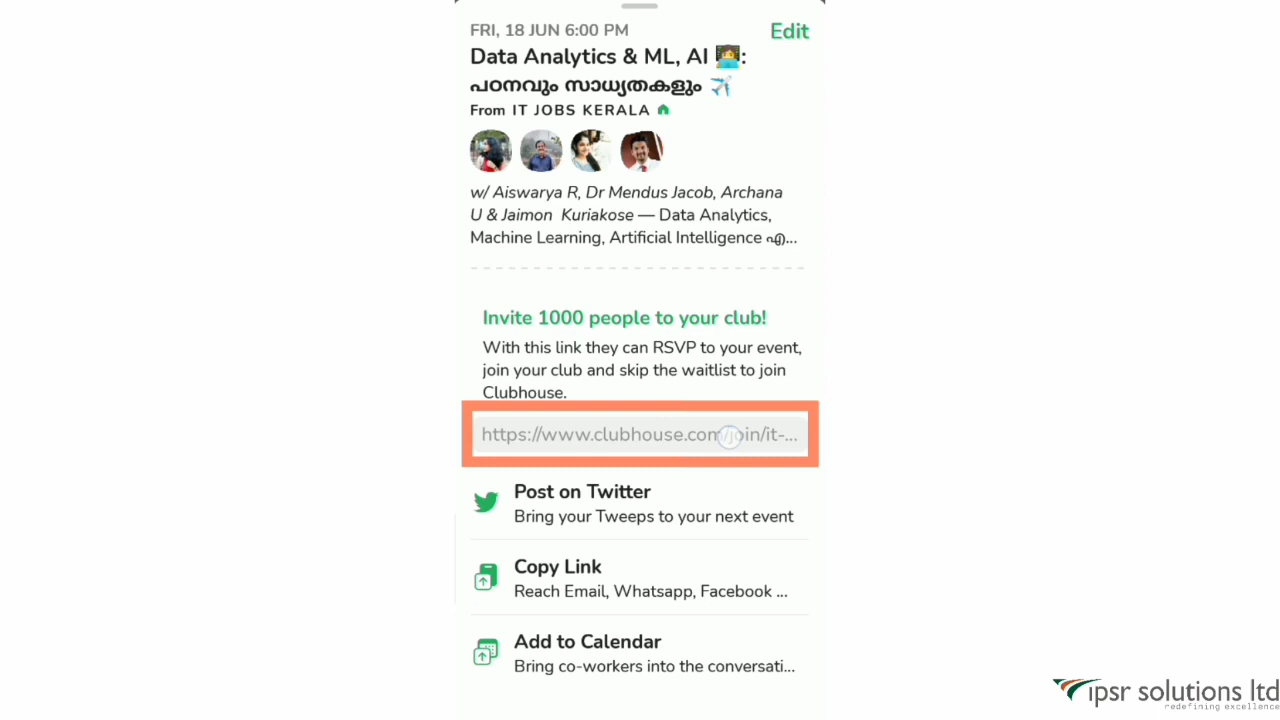 FRI, 18 JUN 6:00 PM
Edit
Data Analytics & ML, AI 🧑‍💻:
പഠനവും സാധ്യതകളും ✈️
From IT JOBS KERALA
w/ Aiswarya R, Dr Mendus Jacob, Archana
U & Jaimon Kuriakose — Data Analytics,
Machine Learning, Artificial Intelligence എ...
Invite 1000 people to your club!
With this link they can RSVP to your event,
join your club and skip the waitlist to join
Clubhouse.
https://www.clubhouse.com/join/it-...
Post on Twitter
Bring your Tweeps to your next event
Copy Link
Reach Email, Whatsapp, Facebook ...
Add to Calendar
Bring co-workers into the conversati...
ipsr solutions ltd
redefining excellence